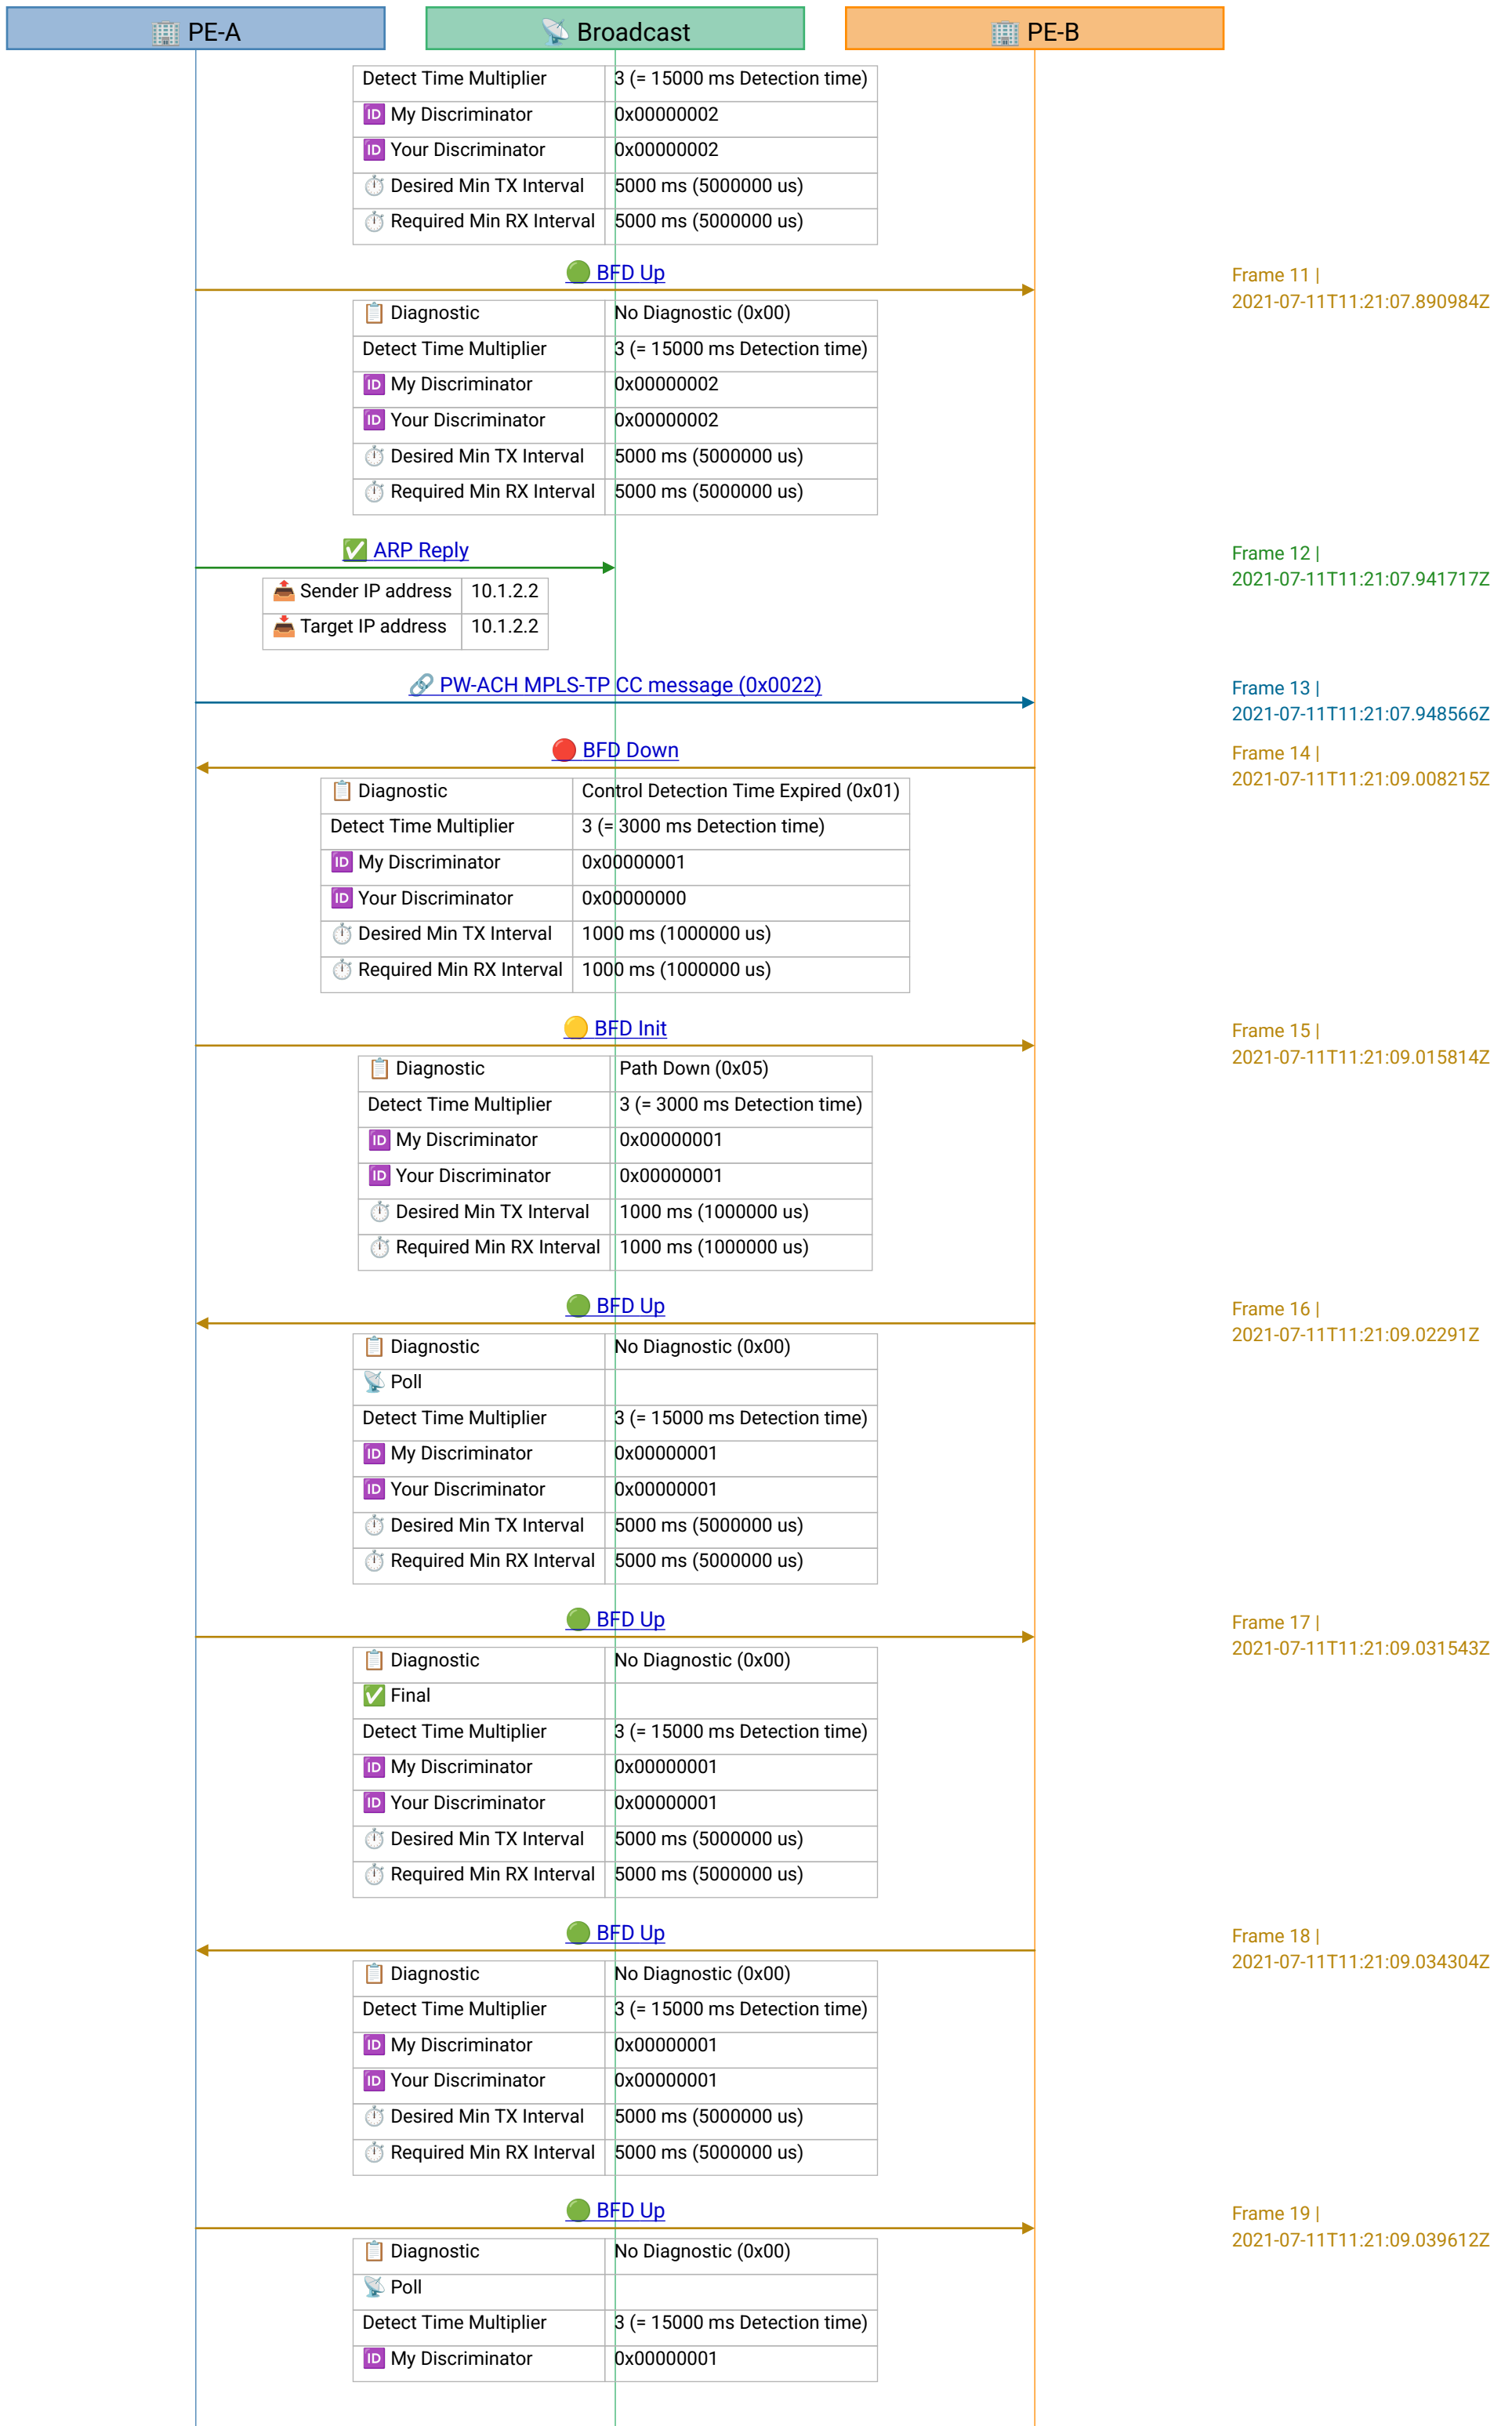 🏢 PE-A 📡 Broadcast 🏢 PE-B
Detect Time Multiplier 3 (= 15000 ms Detection time)
🆔 My Discriminator 0x00000002
🆔 Your Discriminator 0x00000002
⏱️ Desired Min TX Interval 5000 ms (5000000 us)
⏱️ Required Min RX Interval 5000 ms (5000000 us)
🟢 BFD Up
Frame 11 |
2021-07-11T11:21:07.890984Z
📋 Diagnostic No Diagnostic (0x00)
Detect Time Multiplier 3 (= 15000 ms Detection time)
🆔 My Discriminator 0x00000002
🆔 Your Discriminator 0x00000002
⏱️ Desired Min TX Interval 5000 ms (5000000 us)
⏱️ Required Min RX Interval 5000 ms (5000000 us)
✅ ARP Reply
Frame 12 |
2021-07-11T11:21:07.941717Z
📤 Sender IP address 10.1.2.2
📥 Target IP address 10.1.2.2
🔗 PW-ACH MPLS-TP CC message (0x0022)
Frame 13 |
2021-07-11T11:21:07.948566Z
🔴 BFD Down
Frame 14 |
2021-07-11T11:21:09.008215Z
📋 Diagnostic Control Detection Time Expired (0x01)
Detect Time Multiplier 3 (= 3000 ms Detection time)
🆔 My Discriminator 0x00000001
🆔 Your Discriminator 0x00000000
⏱️ Desired Min TX Interval 1000 ms (1000000 us)
⏱️ Required Min RX Interval 1000 ms (1000000 us)
🟡 BFD Init
Frame 15 |
2021-07-11T11:21:09.015814Z
📋 Diagnostic Path Down (0x05)
Detect Time Multiplier 3 (= 3000 ms Detection time)
🆔 My Discriminator 0x00000001
🆔 Your Discriminator 0x00000001
⏱️ Desired Min TX Interval 1000 ms (1000000 us)
⏱️ Required Min RX Interval 1000 ms (1000000 us)
🟢 BFD Up
Frame 16 |
2021-07-11T11:21:09.02291Z
📋 Diagnostic No Diagnostic (0x00)
📡 Poll
Detect Time Multiplier 3 (= 15000 ms Detection time)
🆔 My Discriminator 0x00000001
🆔 Your Discriminator 0x00000001
⏱️ Desired Min TX Interval 5000 ms (5000000 us)
⏱️ Required Min RX Interval 5000 ms (5000000 us)
🟢 BFD Up
Frame 17 |
2021-07-11T11:21:09.031543Z
📋 Diagnostic No Diagnostic (0x00)
✅ Final
Detect Time Multiplier 3 (= 15000 ms Detection time)
🆔 My Discriminator 0x00000001
🆔 Your Discriminator 0x00000001
⏱️ Desired Min TX Interval 5000 ms (5000000 us)
⏱️ Required Min RX Interval 5000 ms (5000000 us)
🟢 BFD Up
Frame 18 |
2021-07-11T11:21:09.034304Z
📋 Diagnostic No Diagnostic (0x00)
Detect Time Multiplier 3 (= 15000 ms Detection time)
🆔 My Discriminator 0x00000001
🆔 Your Discriminator 0x00000001
⏱️ Desired Min TX Interval 5000 ms (5000000 us)
⏱️ Required Min RX Interval 5000 ms (5000000 us)
🟢 BFD Up
Frame 19 |
2021-07-11T11:21:09.039612Z
📋 Diagnostic No Diagnostic (0x00)
📡 Poll
Detect Time Multiplier 3 (= 15000 ms Detection time)
🆔 My Discriminator 0x00000001